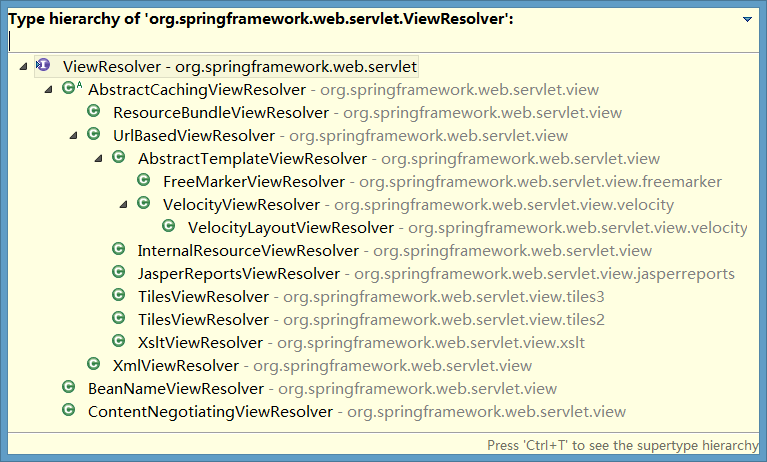 Type hierarchy of 'org.springframework.web.servlet.ViewResolver':
ViewResolver - org.springframework.web.servlet
AbstractCachingViewResolver - org.springframework.web.servlet.view
ResourceBundleViewResolver - org.springframework.web.servlet.view
UrlBasedViewResolver - org.springframework.web.servlet.view
AbstractTemplateViewResolver - org.springframework.web.servlet.view
FreeMarkerViewResolver - org.springframework.web.servlet.view.freemarker
VelocityViewResolver - org.springframework.web.servlet.view.velocity
VelocityLayoutViewResolver - org.springframework.web.servlet.view.velocity
InternalResourceViewResolver - org.springframework.web.servlet.view
JasperReportsViewResolver - org.springframework.web.servlet.view.jasperreports
TilesViewResolver - org.springframework.web.servlet.view.tiles3
TilesViewResolver - org.springframework.web.servlet.view.tiles2
XsltViewResolver - org.springframework.web.servlet.view.xslt
XmlViewResolver - org.springframework.web.servlet.view
BeanNameViewResolver - org.springframework.web.servlet.view
ContentNegotiatingViewResolver - org.springframework.web.servlet.view
Press 'Ctrl+T' to see the supertype hierarchy